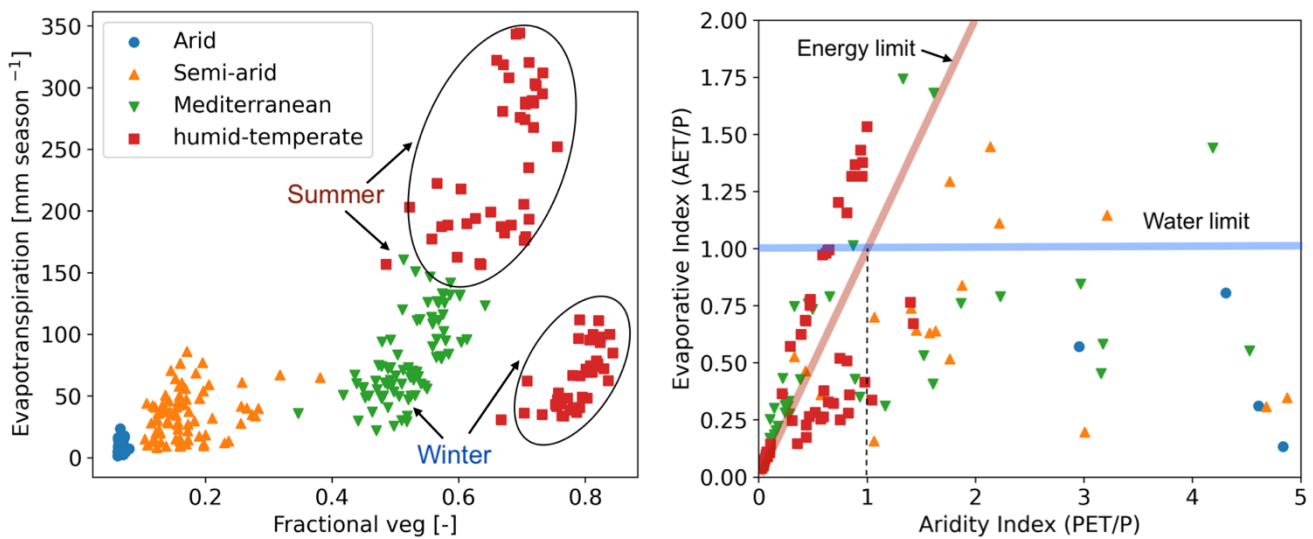 Evapotranspiration [mm season⁻¹]
350
300
250
200
150
100
50
0
Arid
Semi-arid
Mediterranean
humid-temperate
Summer
Winter
0.2
0.4
0.6
0.8
Fractional veg [-]
Evaporative Index (AET/P)
2.00
1.75
1.50
1.25
1.00
0.75
0.50
0.25
0.00
Energy limit
Water limit
0
1
2
3
4
5
Aridity Index (PET/P)